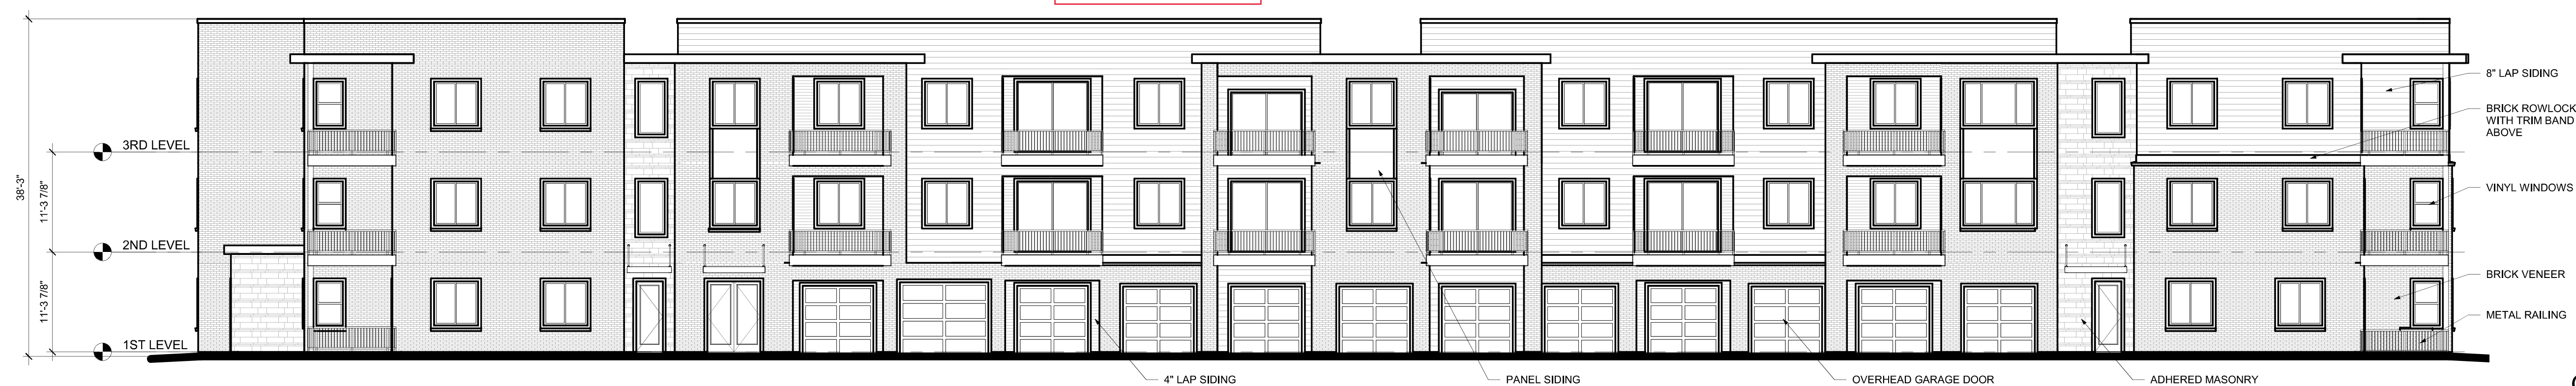 38'-3"
11'-3 7/8"
11'-3 7/8"
3RD LEVEL
2ND LEVEL
1ST LEVEL
8" LAP SIDING
BRICK ROWLOCK
WITH TRIM BAND
ABOVE
VINYL WINDOWS
BRICK VENEER
METAL RAILING
4" LAP SIDING
PANEL SIDING
OVERHEAD GARAGE DOOR
ADHERED MASONRY